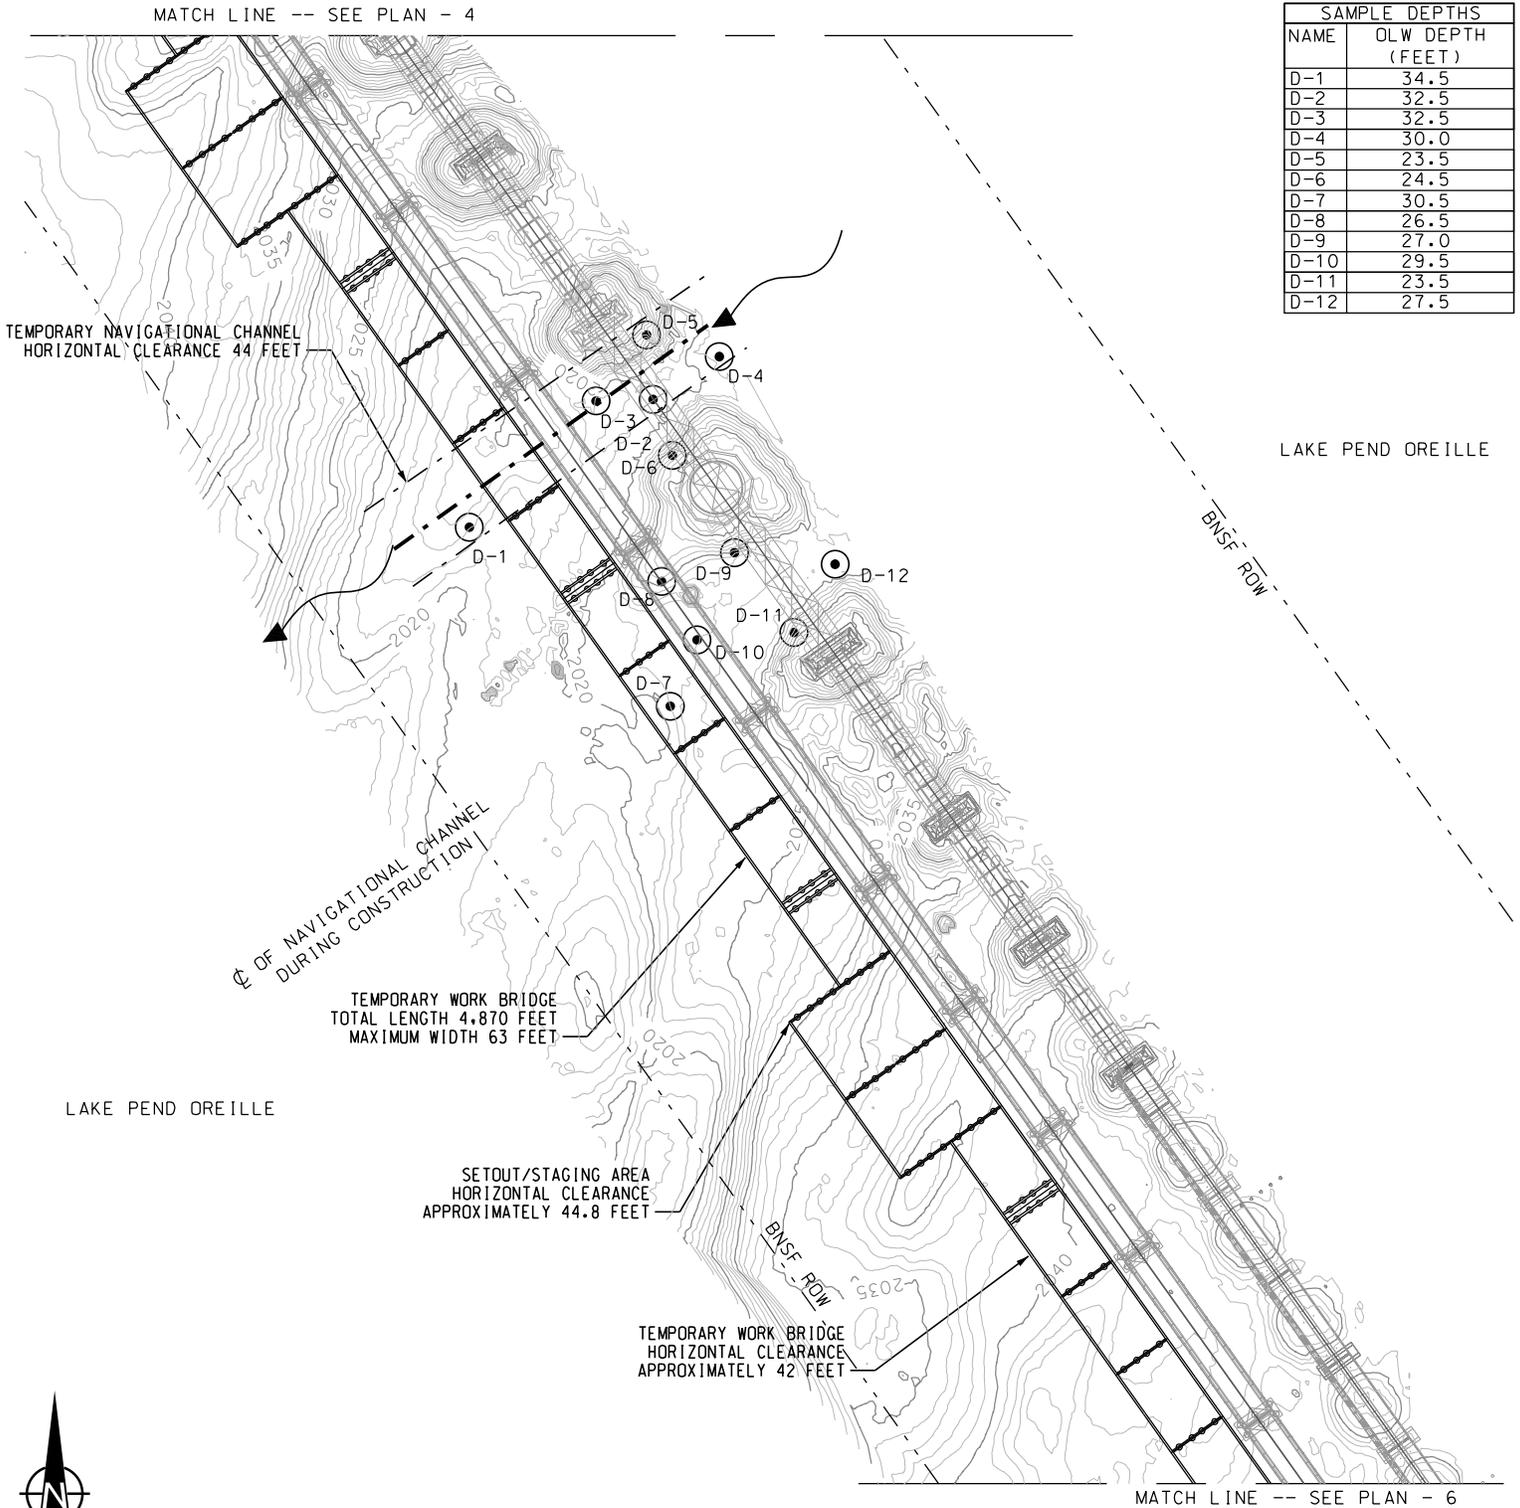 MATCH LINE -- SEE PLAN - 4
SAMPLE DEPTHS
NAME OLW DEPTH (FEET)
D-1 34.5
D-2 32.5
D-3 32.5
D-4 30.0
D-5 23.5
D-6 24.5
D-7 30.5
D-8 26.5
D-9 27.0
D-10 29.5
D-11 23.5
D-12 27.5
2030
2035
2025
TEMPORARY NAVIGATIONAL CHANNEL
HORIZONTAL CLEARANCE 44 FEET
D-5
D-4
2020
D-3
D-2
D-6
LAKE PEND OREILLE
BNSF ROW
D-1
D-9
D-12
D-8
D-11
2020
D-10
2020
D-7
2035
℄ OF NAVIGATIONAL CHANNEL
DURING CONSTRUCTION
TEMPORARY WORK BRIDGE
TOTAL LENGTH 4,870 FEET
MAXIMUM WIDTH 63 FEET
2020
LAKE PEND OREILLE
SETOUT/STAGING AREA
HORIZONTAL CLEARANCE
APPROXIMATELY 44.8 FEET
BNSF ROW
2040
2035
TEMPORARY WORK BRIDGE
HORIZONTAL CLEARANCE
APPROXIMATELY 42 FEET
N
MATCH LINE -- SEE PLAN - 6